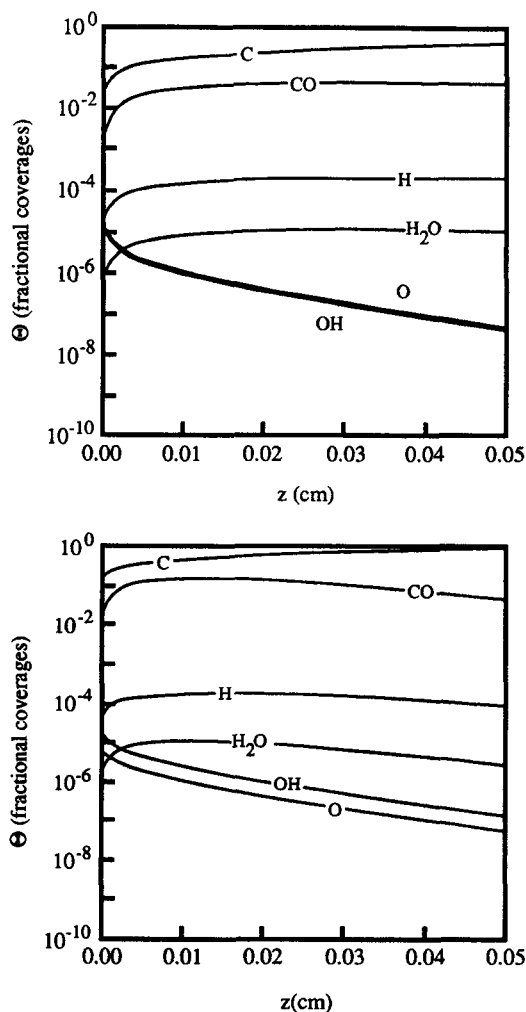 10^0
C
CO
10^-2
10^-4
H
H2O
10^-6
O
OH
10^-8
10^-10
0.00 0.01 0.02 0.03 0.04 0.05
z (cm)
Θ (fractional coverages)
10^0
C
CO
10^-2
H
10^-4
H2O
OH
10^-6
O
10^-8
10^-10
0.00 0.01 0.02 0.03 0.04 0.05
z(cm)
Θ (fractional coverages)